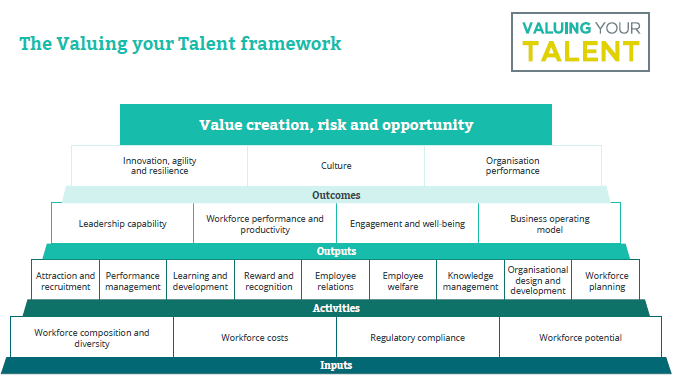 The Valuing your Talent framework
VALUING YOUR
TALENT
Value creation, risk and opportunity
Innovation, agility
and resilience
Culture
Organisation
performance
Outcomes
Leadership capability
Workforce performance and
productivity
Engagement and well-being
Business operating
model
Outputs
Attraction and
recruitment
Performance
management
Learning and
development
Reward and
recognition
Employee
relations
Employee
welfare
Knowledge
management
Organisational
design and
development
Workforce
planning
Activities
Workforce composition and
diversity
Workforce costs
Regulatory compliance
Workforce potential
Inputs